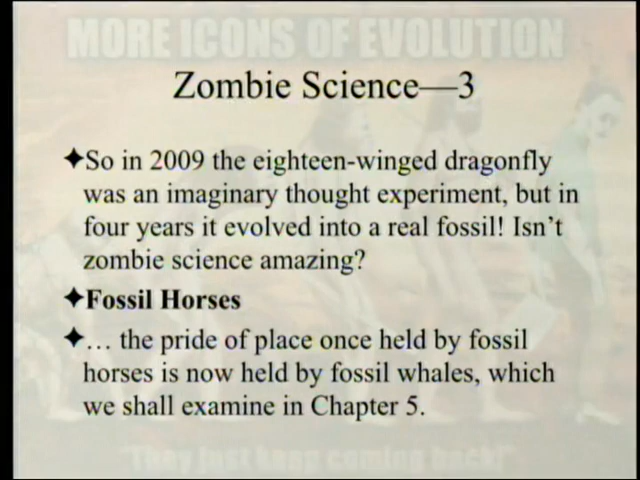 MORE ICONS OF EVOLUTION
Zombie Science—3
✦So in 2009 the eighteen-winged dragonfly
was an imaginary thought experiment, but in
four years it evolved into a real fossil! Isn’t
zombie science amazing?
✦Fossil Horses
✦… the pride of place once held by fossil
horses is now held by fossil whales, which
we shall examine in Chapter 5.
"They just keep coming back!"